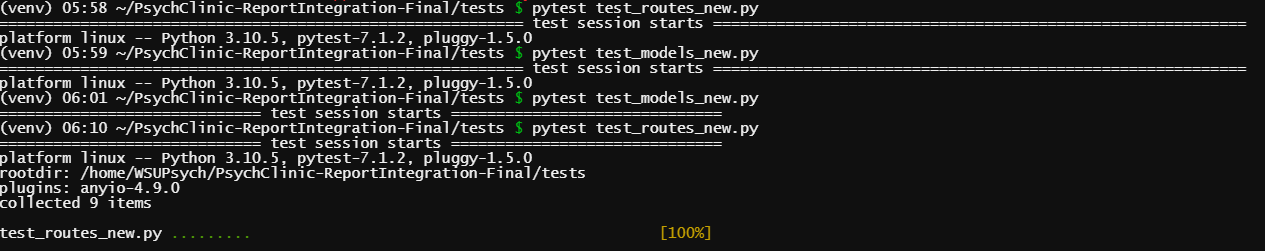 (venv) 05:58 ~/PsychClinic-ReportIntegration-Final/tests $ pytest test_routes_new.py
========================================================== test session starts ===========================================================
platform linux -- Python 3.10.5, pytest-7.1.2, pluggy-1.5.0
(venv) 05:59 ~/PsychClinic-ReportIntegration-Final/tests $ pytest test_models_new.py
========================================================== test session starts ===========================================================
platform linux -- Python 3.10.5, pytest-7.1.2, pluggy-1.5.0
(venv) 06:01 ~/PsychClinic-ReportIntegration-Final/tests $ pytest test_models_new.py
============================= test session starts ==============================
(venv) 06:10 ~/PsychClinic-ReportIntegration-Final/tests $ pytest test_routes_new.py
============================= test session starts ==============================
platform linux -- Python 3.10.5, pytest-7.1.2, pluggy-1.5.0
rootdir: /home/WSUPsych/PsychClinic-ReportIntegration-Final/tests
plugins: anyio-4.9.0
collected 9 items
test_routes_new.py ......... [100%]